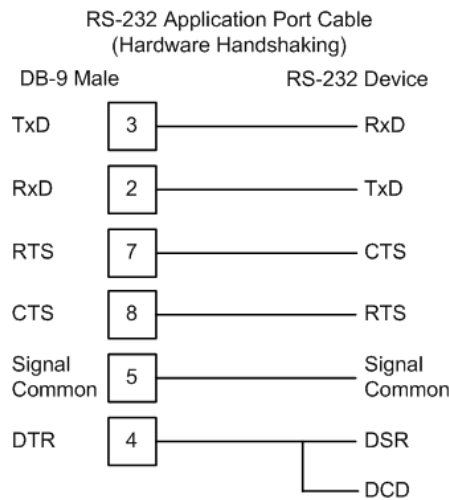 RS-232 Application Port Cable
(Hardware Handshaking)
DB-9 Male RS-232 Device
TxD 3 RxD
RxD 2 TxD
RTS 7 CTS
CTS 8 RTS
Signal Common 5 Signal Common
DTR 4 DSR
DCD